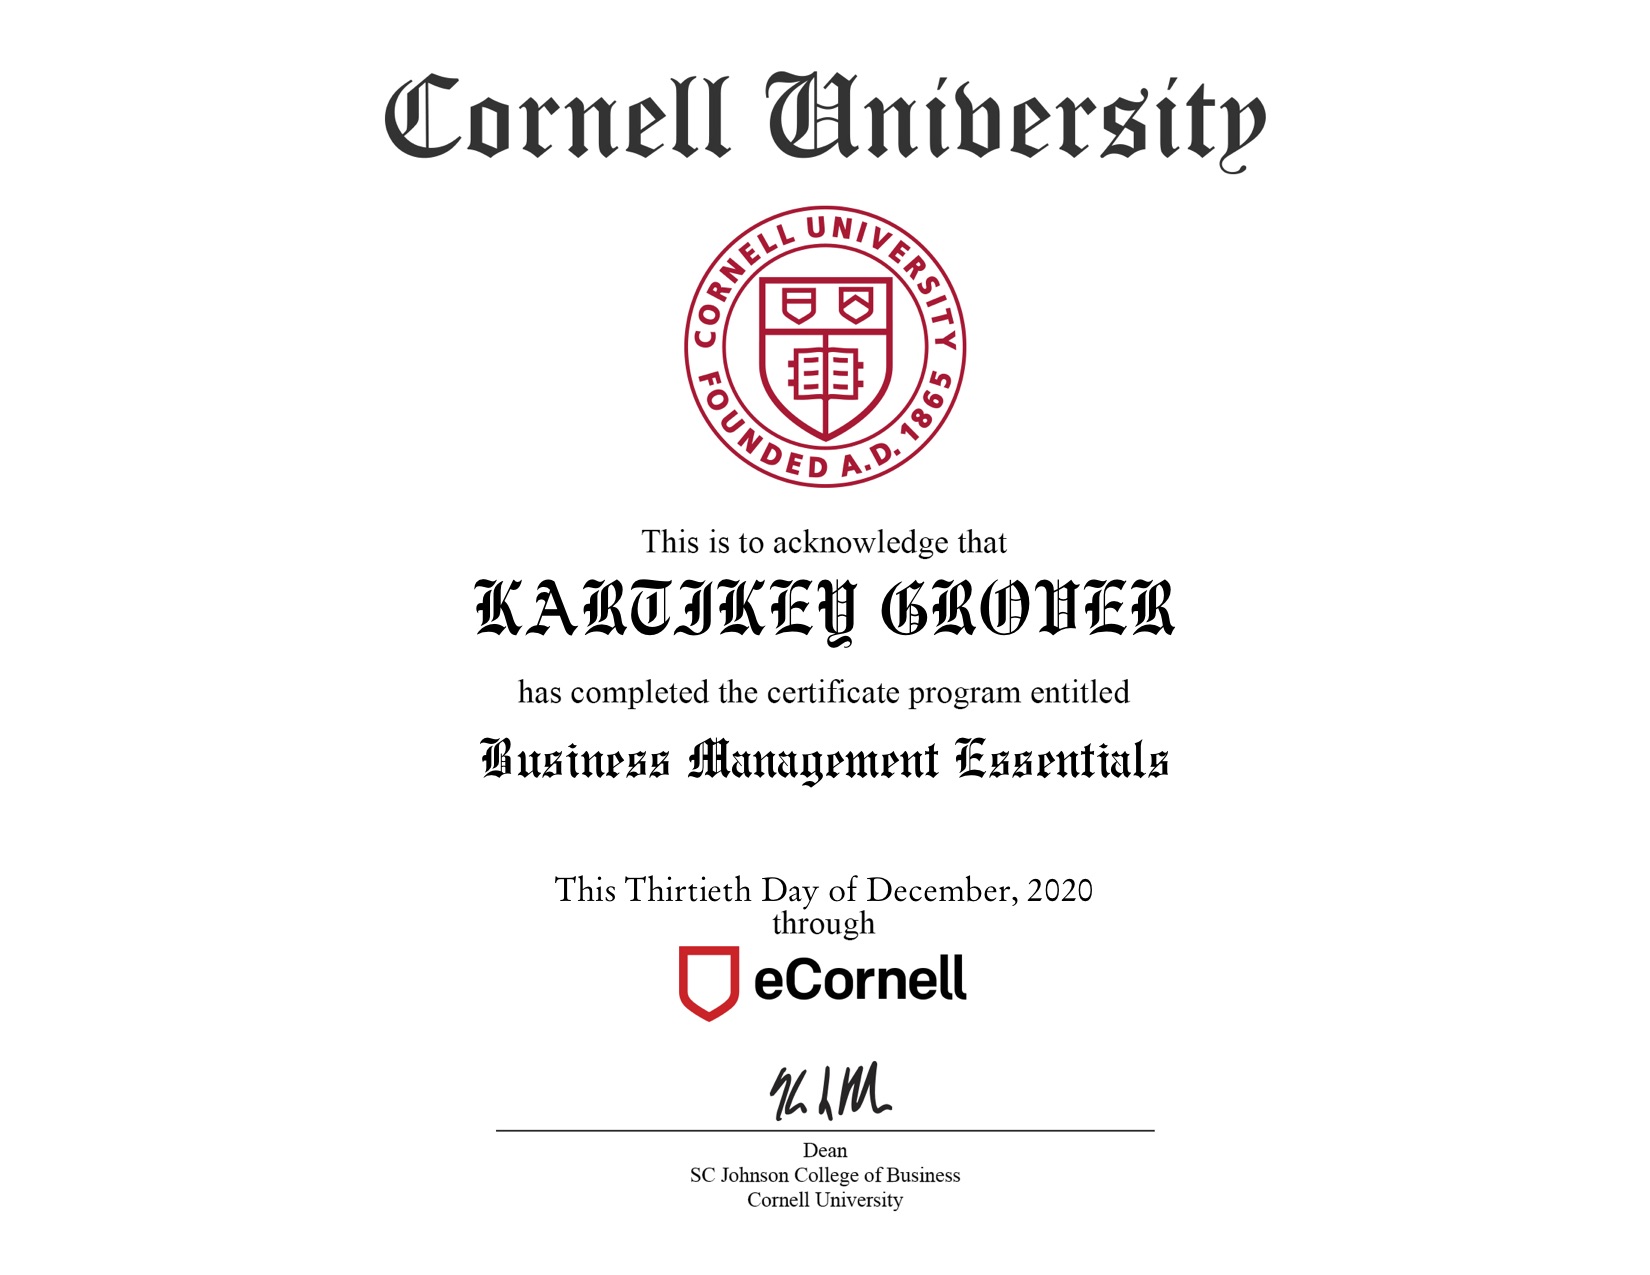 Cornell University
CORNELL UNIVERSITY
FOUNDED A.D. 1865
This is to acknowledge that
KARTIKEY GROVER
has completed the certificate program entitled
Business Management Essentials
This Thirtieth Day of December, 2020
through
eCornell
Dean
SC Johnson College of Business
Cornell University